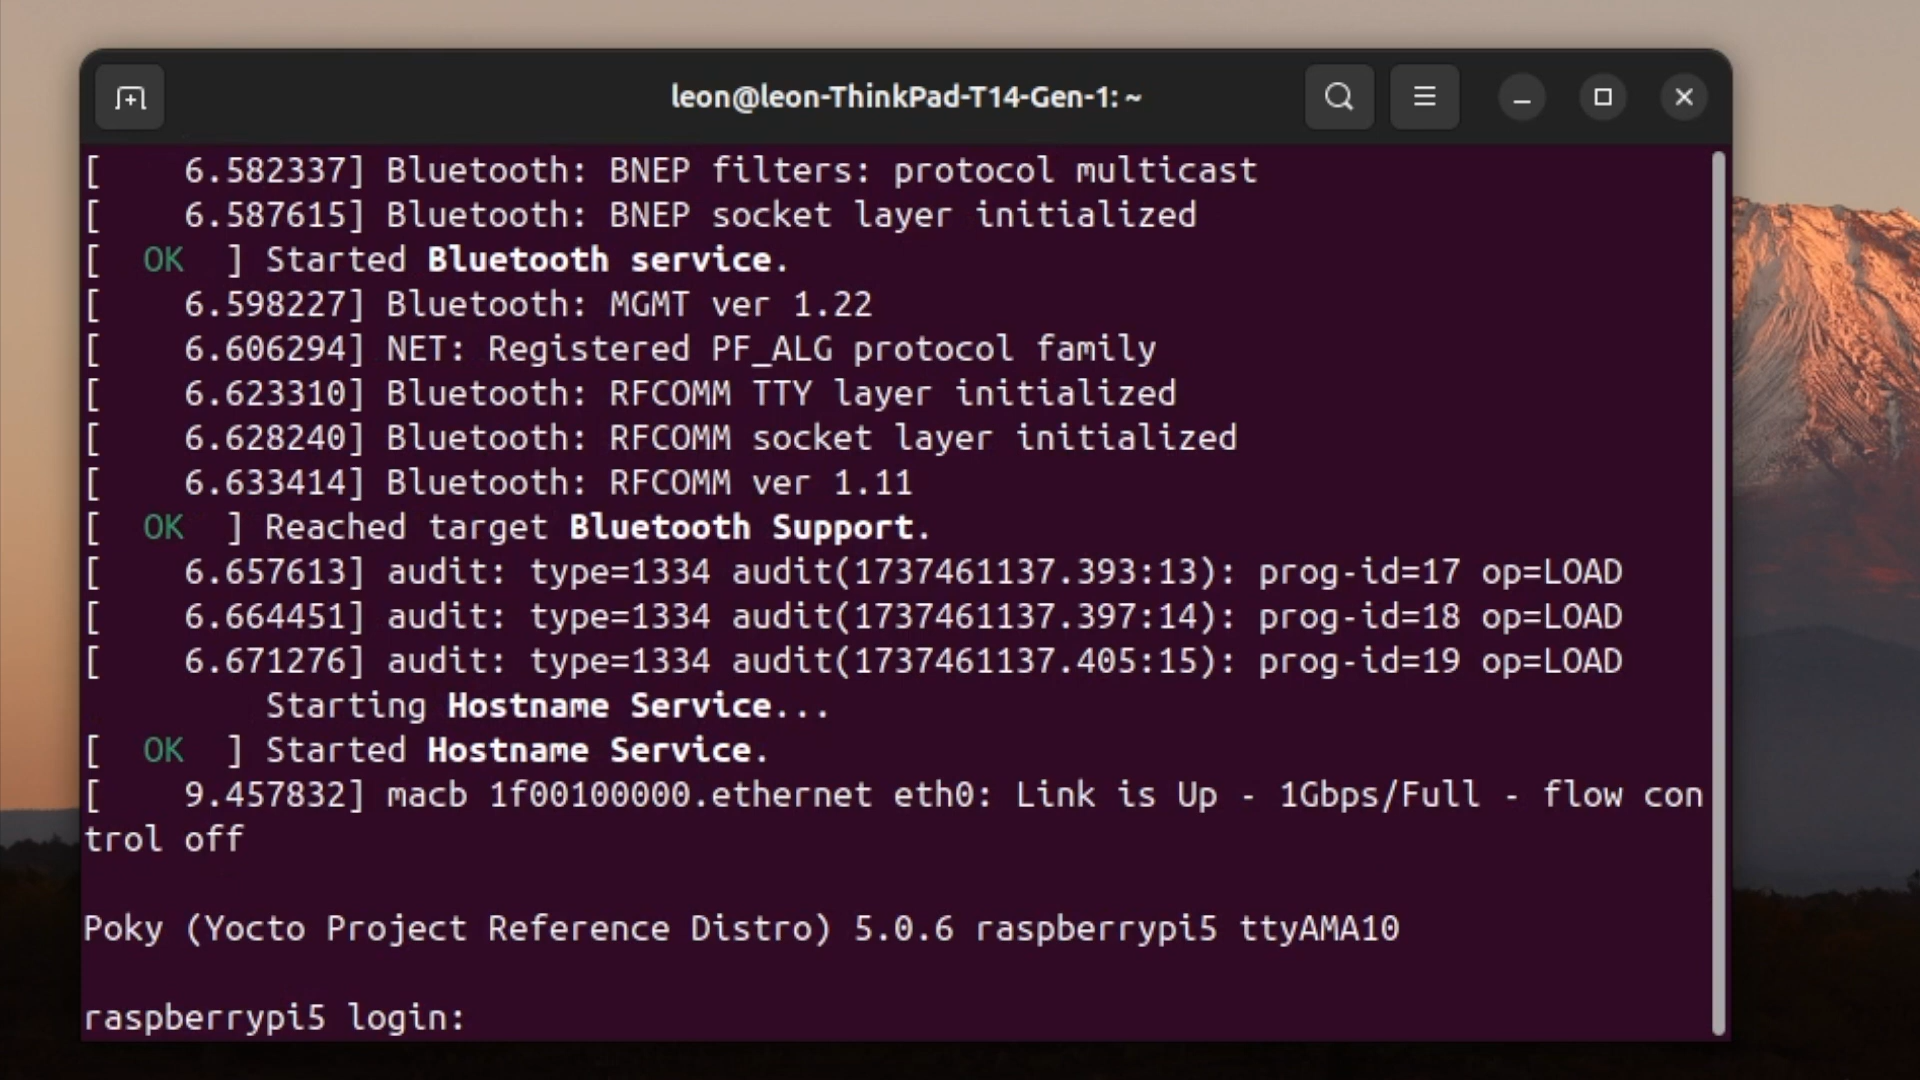 leon@leon-ThinkPad-T14-Gen-1: ~
[    6.582337] Bluetooth: BNEP filters: protocol multicast
[    6.587615] Bluetooth: BNEP socket layer initialized
[  OK  ] Started Bluetooth service.
[    6.598227] Bluetooth: MGMT ver 1.22
[    6.606294] NET: Registered PF_ALG protocol family
[    6.623310] Bluetooth: RFCOMM TTY layer initialized
[    6.628240] Bluetooth: RFCOMM socket layer initialized
[    6.633414] Bluetooth: RFCOMM ver 1.11
[  OK  ] Reached target Bluetooth Support.
[    6.657613] audit: type=1334 audit(1737461137.393:13): prog-id=17 op=LOAD
[    6.664451] audit: type=1334 audit(1737461137.397:14): prog-id=18 op=LOAD
[    6.671276] audit: type=1334 audit(1737461137.405:15): prog-id=19 op=LOAD
         Starting Hostname Service...
[  OK  ] Started Hostname Service.
[    9.457832] macb 1f00100000.ethernet eth0: Link is Up - 1Gbps/Full - flow con
trol off
Poky (Yocto Project Reference Distro) 5.0.6 raspberrypi5 ttyAMA10
raspberrypi5 login: